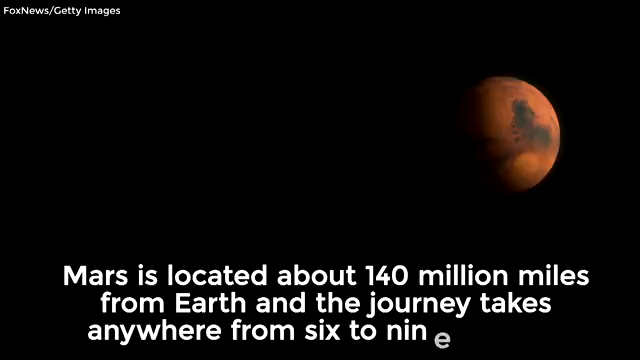 FoxNews/Getty Images
Mars is located about 140 million miles
from Earth and the journey takes
anywhere from six to nine